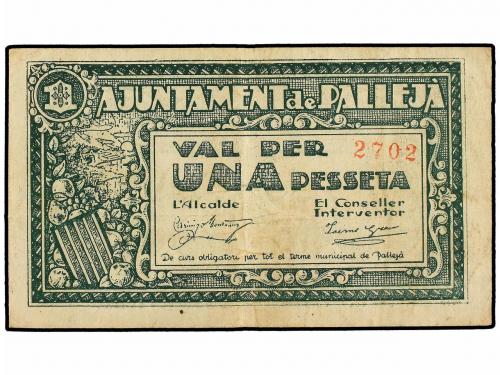 1 AJUNTAMENT de PALLEJÀ
VAL PER 2702
UNA PESSETA
L'Alcalde El Conseller
Interventor
De curs obligatori per tot el terme municipal de Pallejà